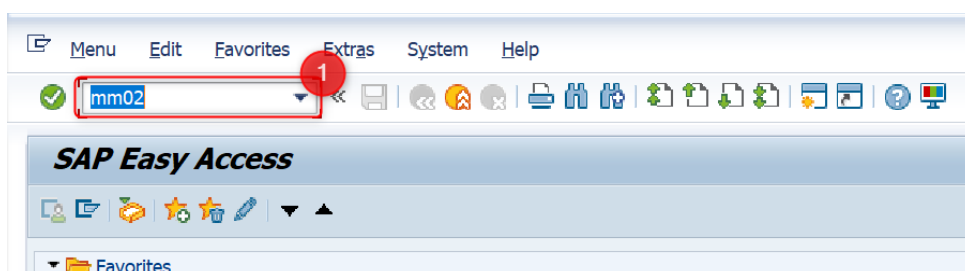 Menu Edit Favorites Extras System Help
1
mm02
SAP Easy Access
Favorites